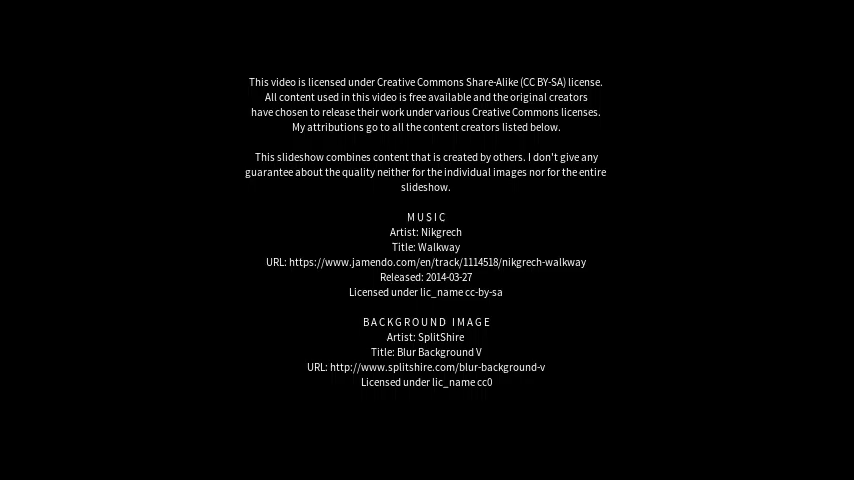 This video is licensed under Creative Commons Share-Alike (CC BY-SA) license.
All content used in this video is free available and the original creators
have chosen to release their work under various Creative Commons licenses.
My attributions go to all the content creators listed below.
This slideshow combines content that is created by others. I don't give any
guarantee about the quality neither for the individual images nor for the entire
slideshow.
M U S I C
Artist: Nikgrech
Title: Walkway
URL: https://www.jamendo.com/en/track/1114518/nikgrech-walkway
Released: 2014-03-27
Licensed under lic_name cc-by-sa
B A C K G R O U N D   I M A G E
Artist: SplitShire
Title: Blur Background V
URL: http://www.splitshire.com/blur-background-v
Licensed under lic_name cc0